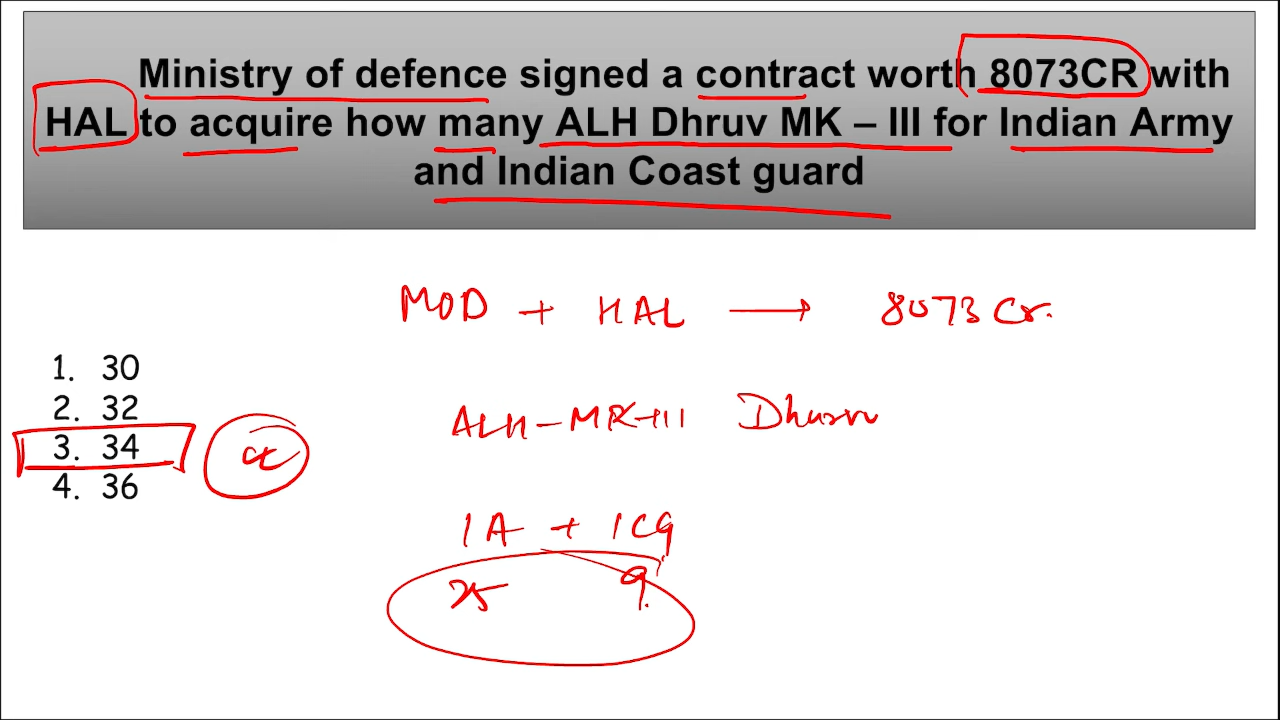 Ministry of defence signed a contract worth 8073CR with
HAL to acquire how many ALH Dhruv MK – III for Indian Army
and Indian Coast guard
MOD + HAL → 8073 Cr.
1. 30
2. 32
3. 34
4. 36
ALH-MK-III
IA + ICG
25 9.